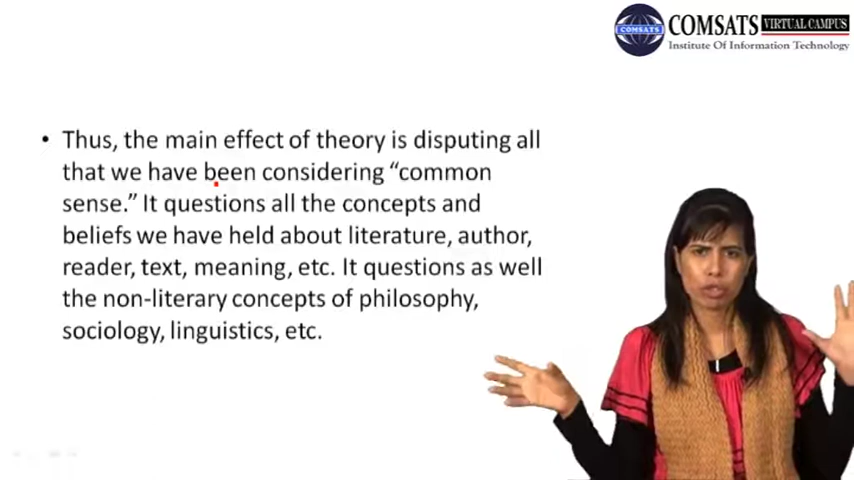 COMSATS VIRTUAL CAMPUS
COMSATS
Institute Of Information Technology
• Thus, the main effect of theory is disputing all
that we have been considering “common
sense.” It questions all the concepts and
beliefs we have held about literature, author,
reader, text, meaning, etc. It questions as well
the non-literary concepts of philosophy,
sociology, linguistics, etc.